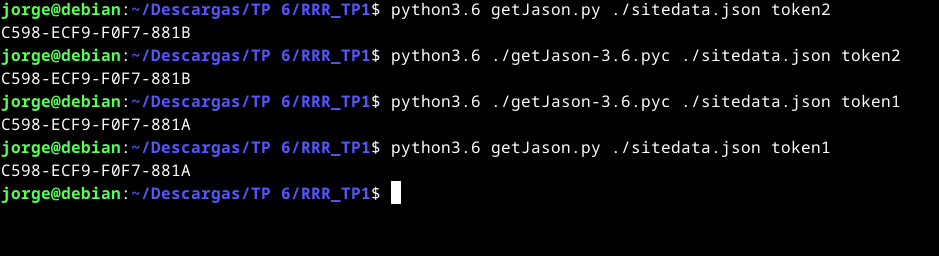 jorge@debian:~/Descargas/TP 6/RRR_TP1$ python3.6 getJason.py ./sitedata.json token2
C598-ECF9-F0F7-881B
jorge@debian:~/Descargas/TP 6/RRR_TP1$ python3.6 ./getJason-3.6.pyc ./sitedata.json token2
C598-ECF9-F0F7-881B
jorge@debian:~/Descargas/TP 6/RRR_TP1$ python3.6 ./getJason-3.6.pyc ./sitedata.json token1
C598-ECF9-F0F7-881A
jorge@debian:~/Descargas/TP 6/RRR_TP1$ python3.6 getJason.py ./sitedata.json token1
C598-ECF9-F0F7-881A
jorge@debian:~/Descargas/TP 6/RRR_TP1$